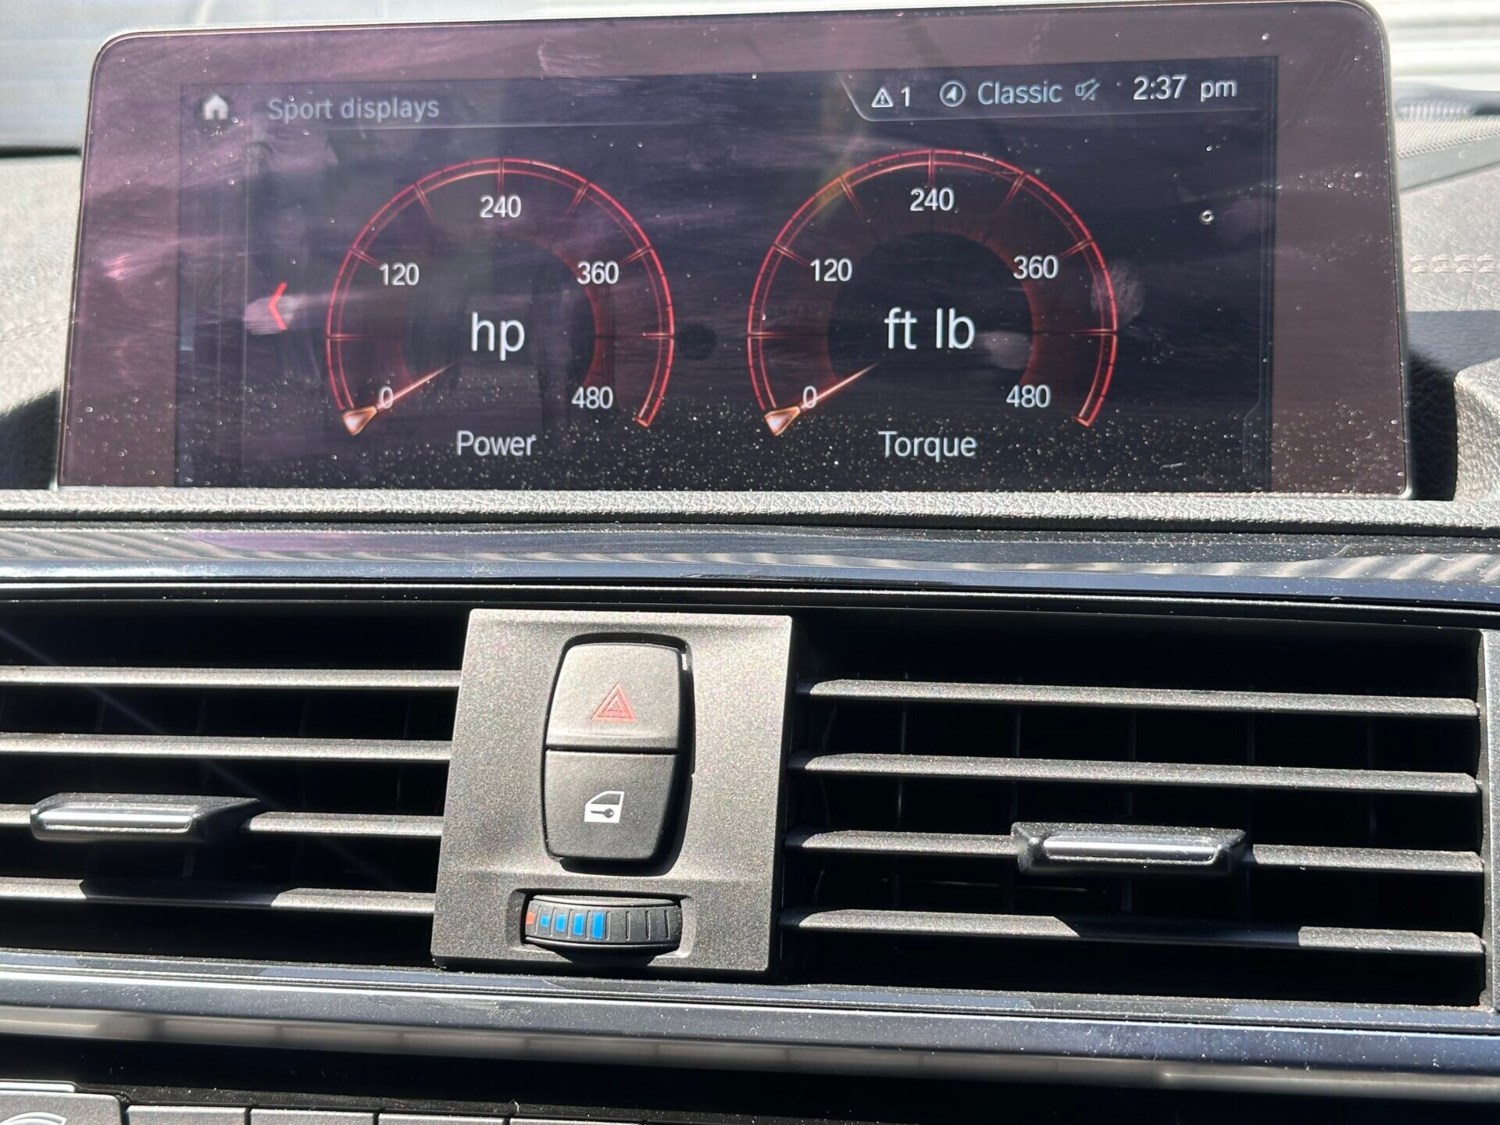 Sport displays
1 Classic 2:37 pm
240
120
360
hp
0
480
Power
240
120
360
ft lb
0
480
Torque